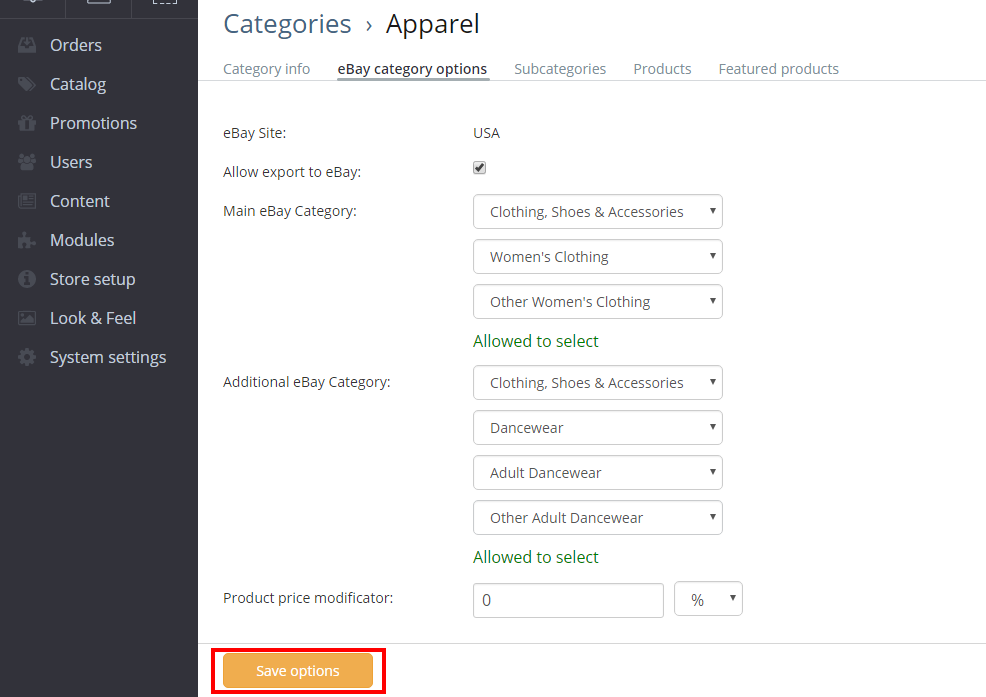 Categories › Apparel
Category info eBay category options Subcategories Products Featured products
Orders
Catalog
Promotions
Users
Content
Modules
Store setup
Look & Feel
System settings
eBay Site: USA
Allow export to eBay:
Main eBay Category: Clothing, Shoes & Accessories
Women's Clothing
Other Women's Clothing
Allowed to select
Additional eBay Category: Clothing, Shoes & Accessories
Dancewear
Adult Dancewear
Other Adult Dancewear
Allowed to select
Product price modificator: 0 %
Save options